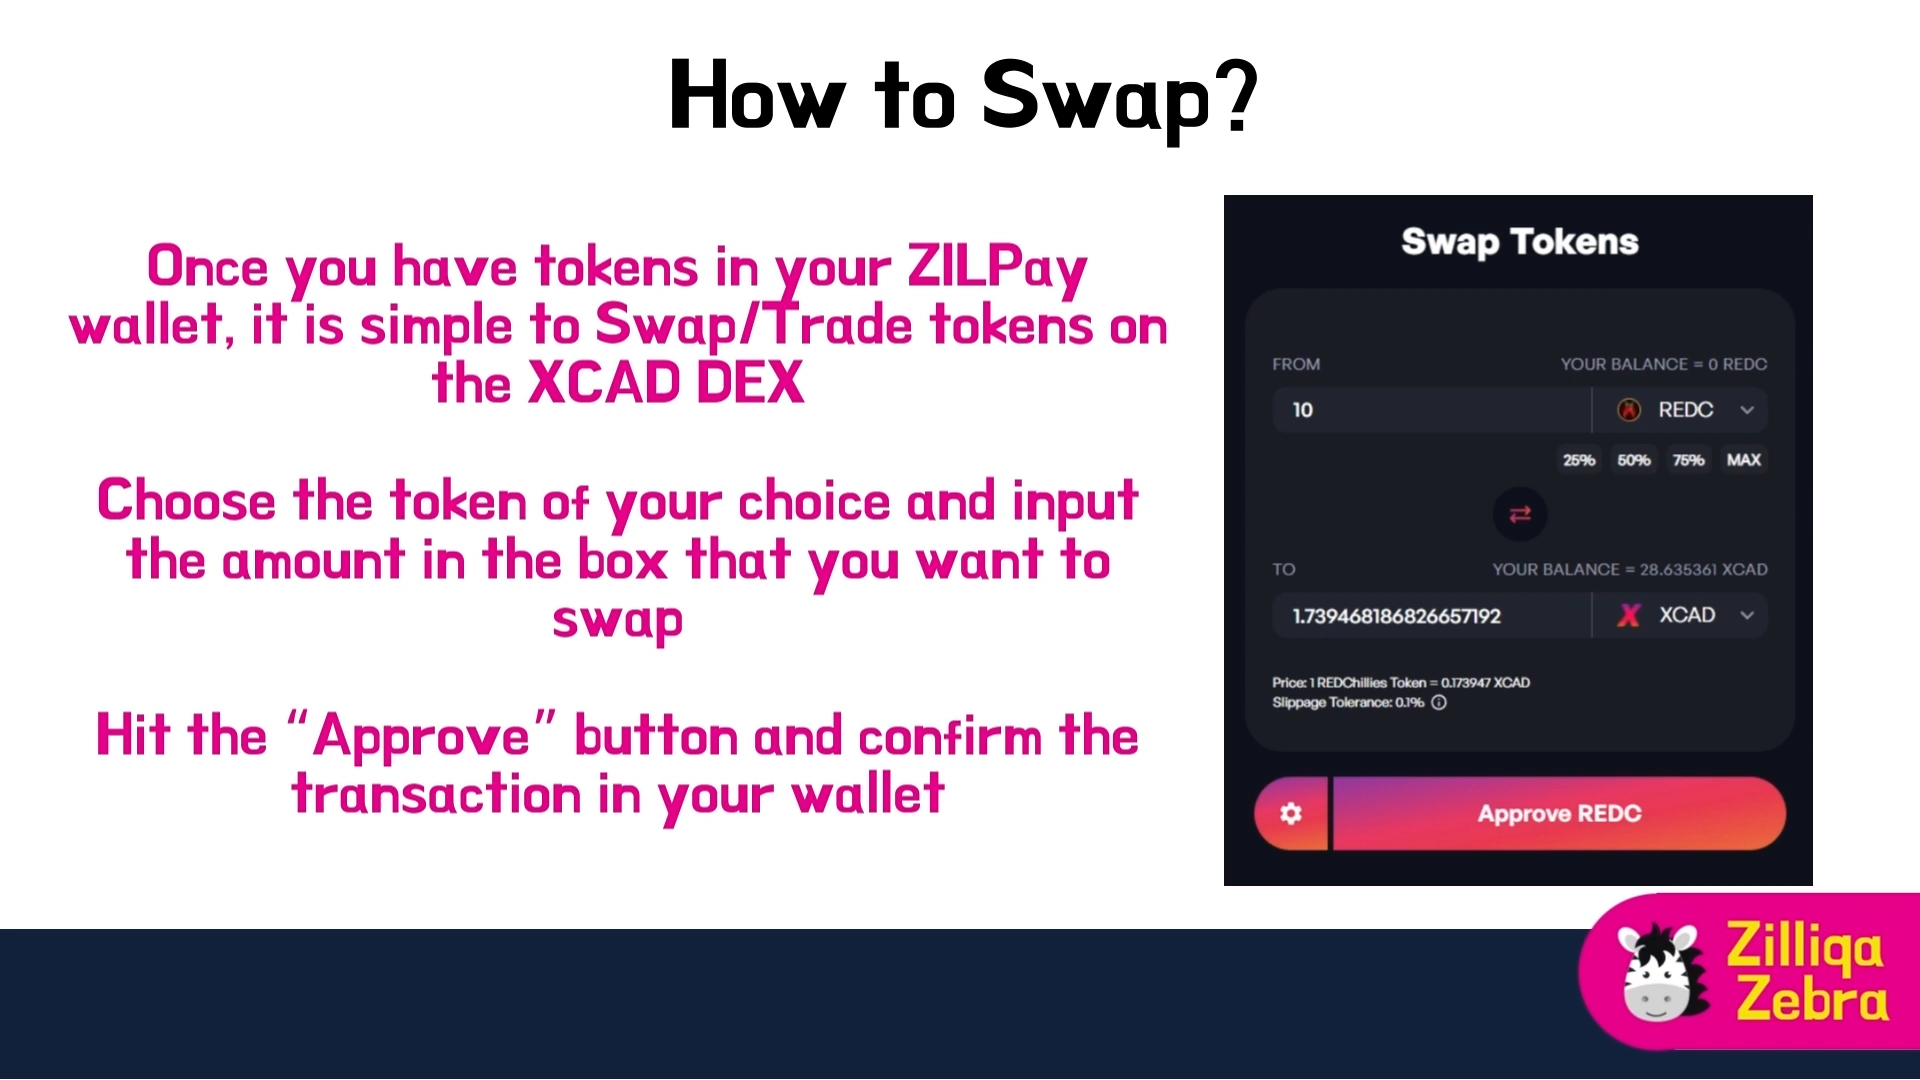 How to Swap?
Once you have tokens in your ZILPay
wallet, it is simple to Swap/Trade tokens on
the XCAD DEX
Choose the token of your choice and input
the amount in the box that you want to
swap
Hit the “Approve” button and confirm the
transaction in your wallet
Swap Tokens
FROM YOUR BALANCE = 0 REDC
10 REDC
25% 50% 75% MAX
TO YOUR BALANCE = 28.635361 XCAD
1.739468186826657192 XCAD
Price: 1 REDChillies Token = 0.173947 XCAD
Slippage Tolerance: 0.1%
Approve REDC
Zilliqa
Zebra